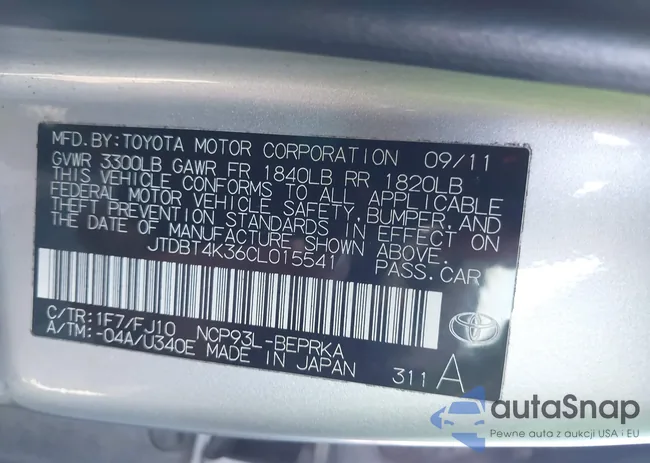 MFD.BY:TOYOTA MOTOR CORPORATION 09/11
GVWR 3300LB GAWR FR 1840LB RR 1820LB
THIS VEHICLE CONFORMS TO ALL APPLICABLE
FEDERAL MOTOR VEHICLE SAFETY, BUMPER, AND
THEFT PREVENTION STANDARDS IN EFFECT ON
THE DATE OF MANUFACTURE SHOWN ABOVE.
JTDBT4K36CL015541 PASS.CAR
C/TR:1F7/FJ10 NCP93L-BEPRKA
A/TM:-04A/U340E MADE IN JAPAN 311 A
autaSnap
Pewne auta z aukcji USA i EU